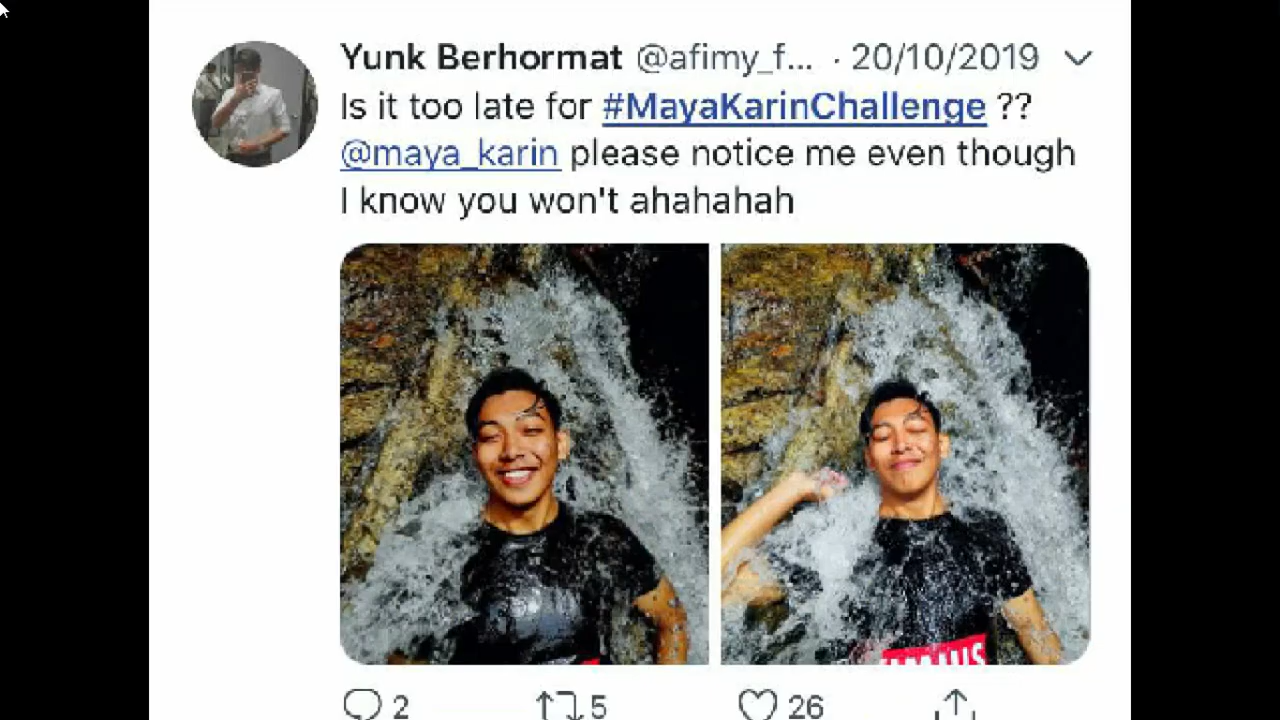 Yunk Berhormat @afimy_f... · 20/10/2019
Is it too late for #MayaKarinChallenge ??
@maya_karin please notice me even though
I know you won't ahahahah
2 5 26